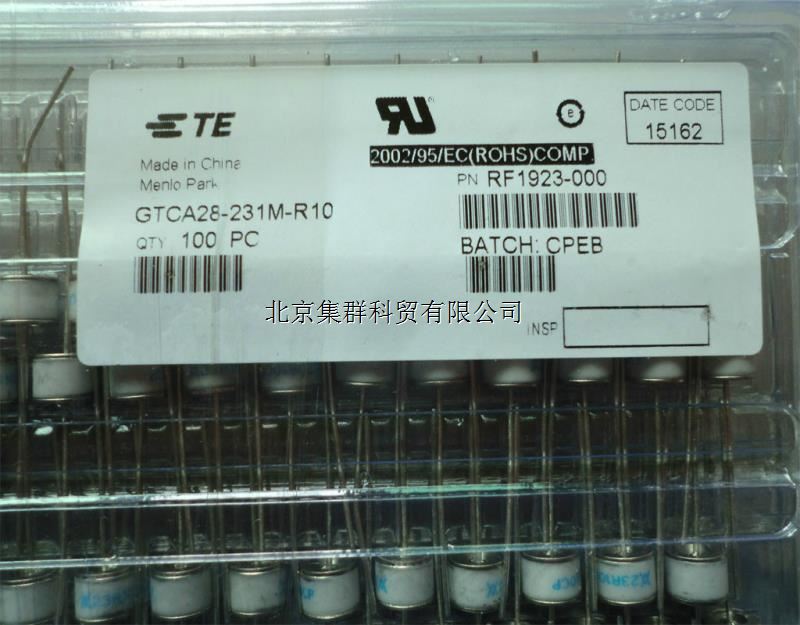 TE
Made in China
Menlo Park
GTCA28-231M-R10
QTY 100 PC
2002/95/EC(ROHS)COMP.
PN RF1923-000
BATCH: CPEB
INSP
DATE CODE
15162
e
北京集群科贸有限公司
X23R10